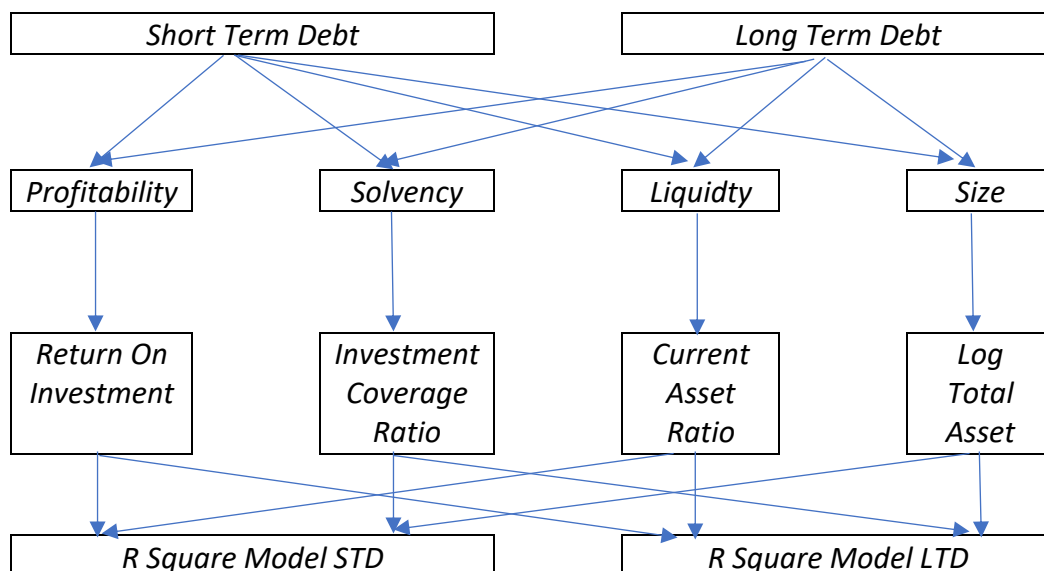 Short Term Debt
Long Term Debt
Profitability
Solvency
Liquidty
Size
Return On
Investment
Investment
Coverage
Ratio
Current
Asset
Ratio
Log
Total
Asset
R Square Model STD
R Square Model LTD